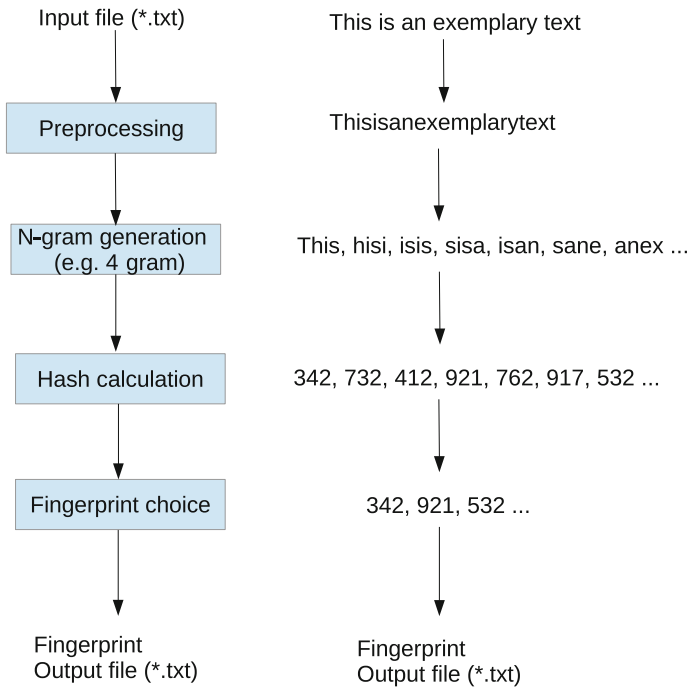 Input file (*.txt)
This is an exemplary text
Preprocessing
Thisisanexemplarytext
N-gram generation
(e.g. 4 gram)
This, hisi, isis, sisa, isan, sane, anex ...
Hash calculation
342, 732, 412, 921, 762, 917, 532 ...
Fingerprint choice
342, 921, 532 ...
Fingerprint
Output file (*.txt)
Fingerprint
Output file (*.txt)